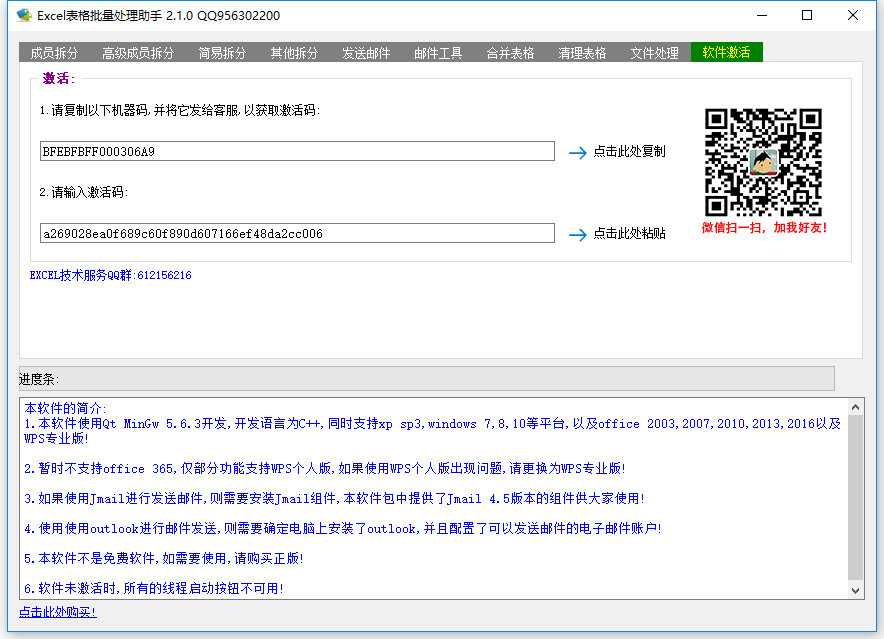 Excel表格批量处理助手 2.1.0 QQ956302200
成员拆分 高级成员拆分 简易拆分 其他拆分 发送邮件 邮件工具 合并表格 清理表格 文件处理 软件激活
激活:
1.请复制以下机器码,并将它发给客服,以获取激活码:
BFEBFBFF000306A9
点击此处复制
2.请输入激活码:
a269028ea0f689c60f890d607166ef48da2cc006
点击此处粘贴
微信扫一扫，加我好友！
EXCEL技术服务QQ群:612156216
进度条:
本软件的简介:
1.本软件使用Qt MinGw 5.6.3开发,开发语言为C++,同时支持xp sp3,windows 7,8,10等平台,以及office 2003,2007,2010,2013,2016以及
WPS专业版!
2.暂时不支持office 365,仅部分功能支持WPS个人版,如果使用WPS个人版出现问题,请更换为WPS专业版!
3.如果使用Jmail进行发送邮件,则需要安装Jmail组件,本软件包中提供了Jmail 4.5版本的组件供大家使用!
4.使用使用outlook进行邮件发送,则需要确定电脑上安装了outlook,并且配置了可以发送邮件的电子邮件账户!
5.本软件不是免费软件,如需要使用,请购买正版!
6.软件未激活时,所有的线程启动按钮不可用!
点击此处购买!